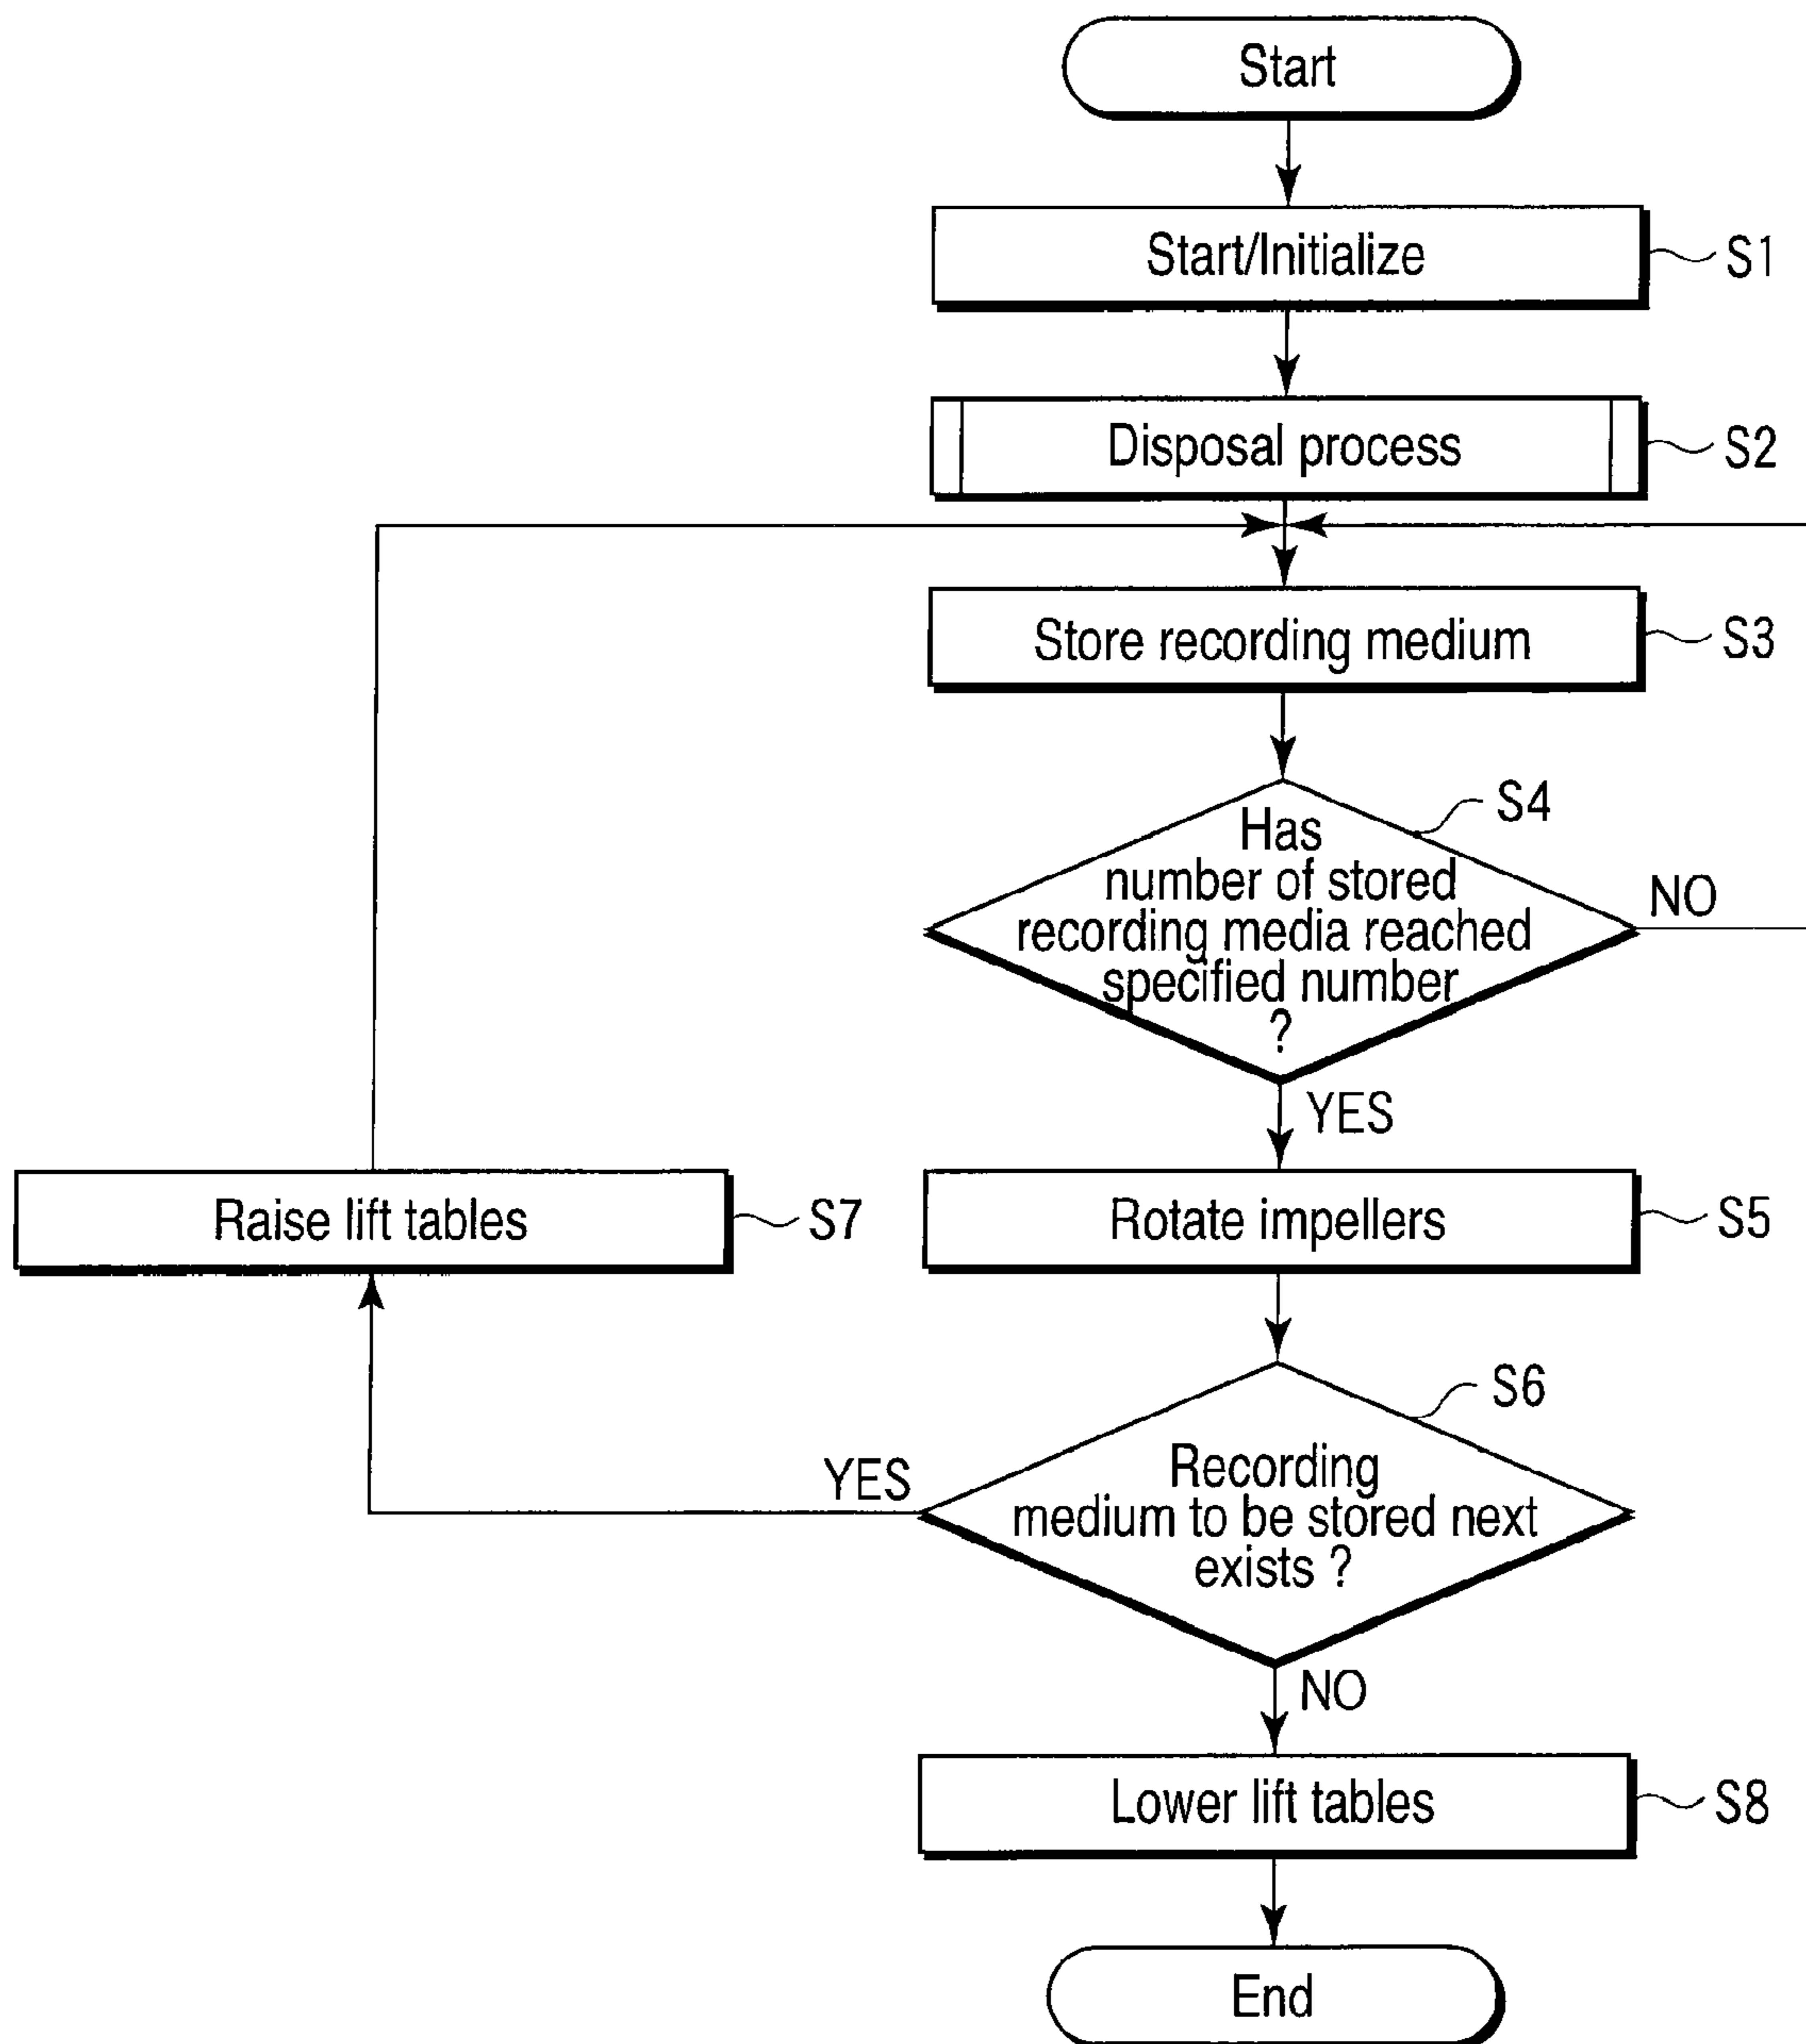 Start
Start/Initialize
S1
Disposal process
S2
Store recording medium
S3
S4
Has
number of stored
recording media reached
specified number
?
NO
YES
Raise lift tables
S7
Rotate impellers
S5
S6
YES
Recording
medium to be stored next
exists ?
NO
Lower lift tables
S8
End